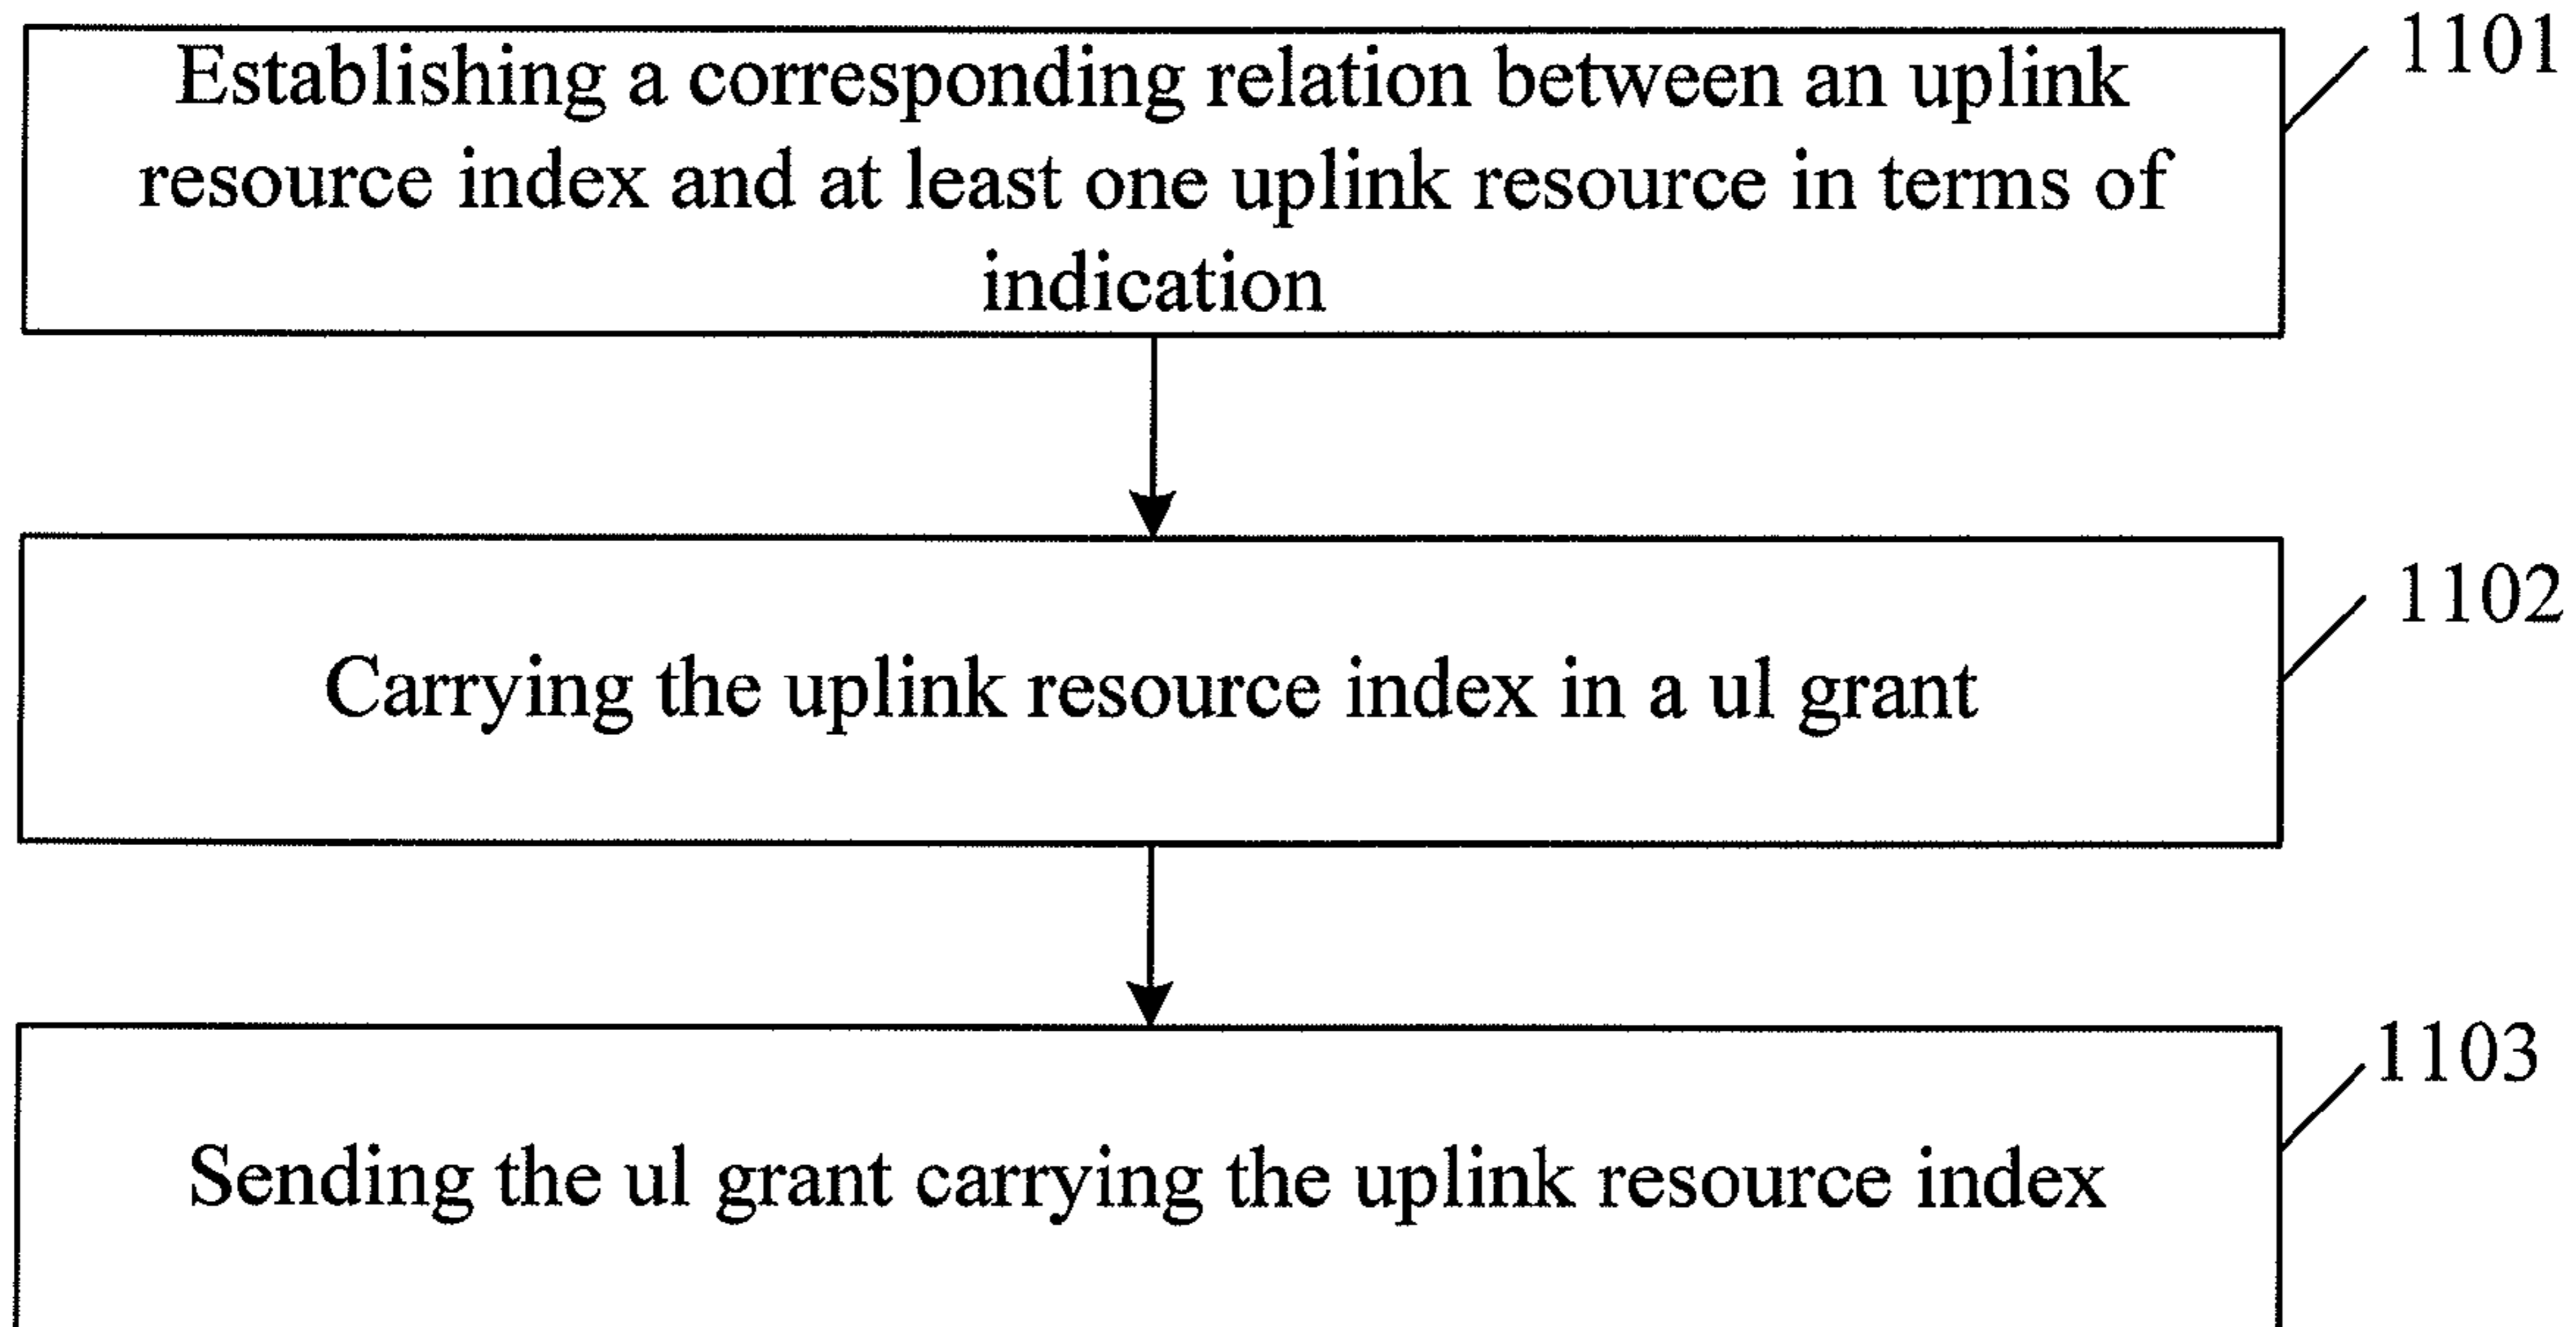 Establishing a corresponding relation between an uplink
resource index and at least one uplink resource in terms of
indication
1101
Carrying the uplink resource index in a ul grant
1102
Sending the ul grant carrying the uplink resource index
1103